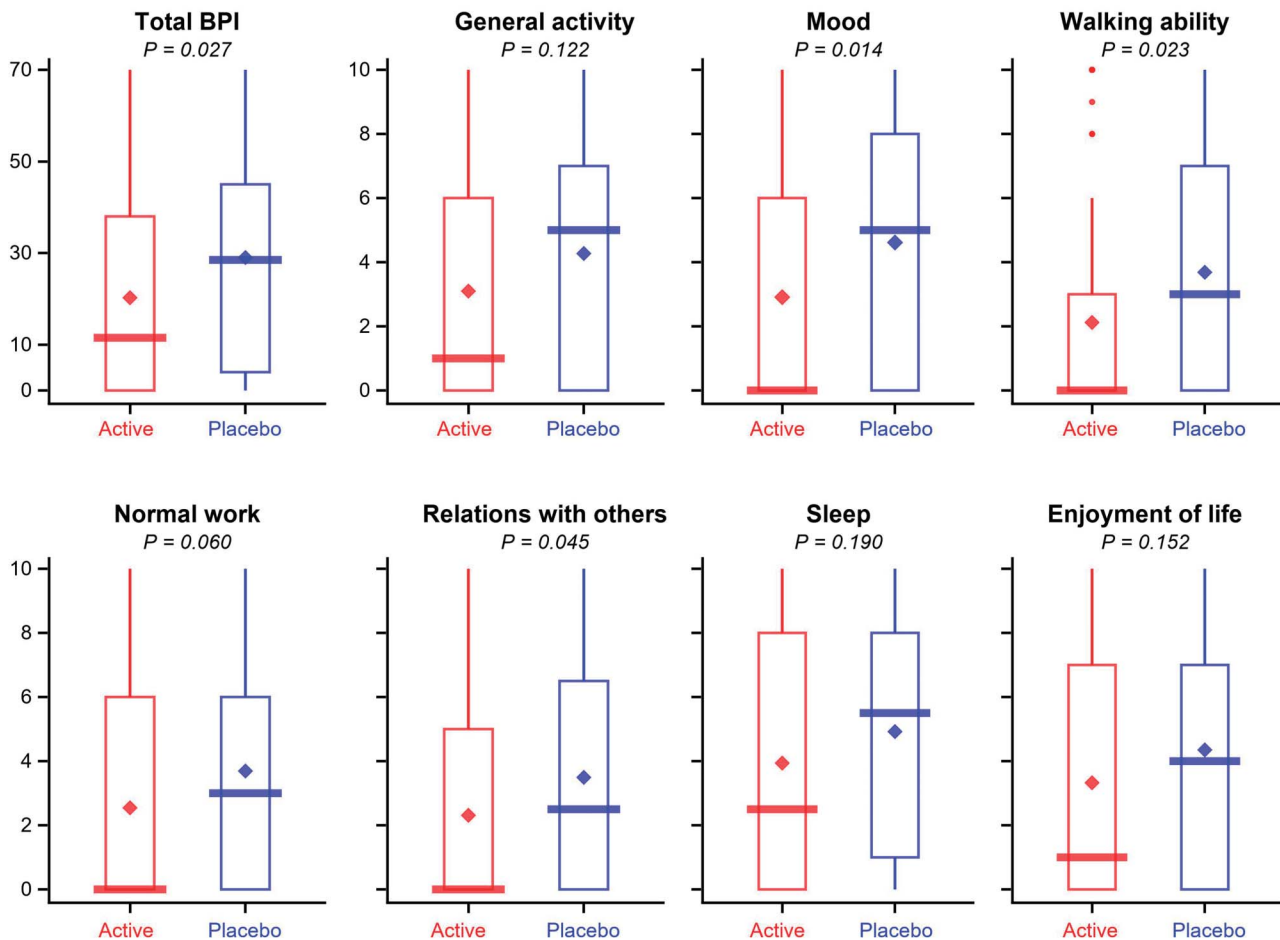 Total BPI
P = 0.027
70
50
30
10
0
Active
Placebo
General activity
P = 0.122
10
8
6
4
2
0
Active
Placebo
Mood
P = 0.014
Active
Placebo
Walking ability
P = 0.023
Active
Placebo
Normal work
P = 0.060
10
8
6
4
2
0
Active
Placebo
Relations with others
P = 0.045
Active
Placebo
Sleep
P = 0.190
Active
Placebo
Enjoyment of life
P = 0.152
Active
Placebo